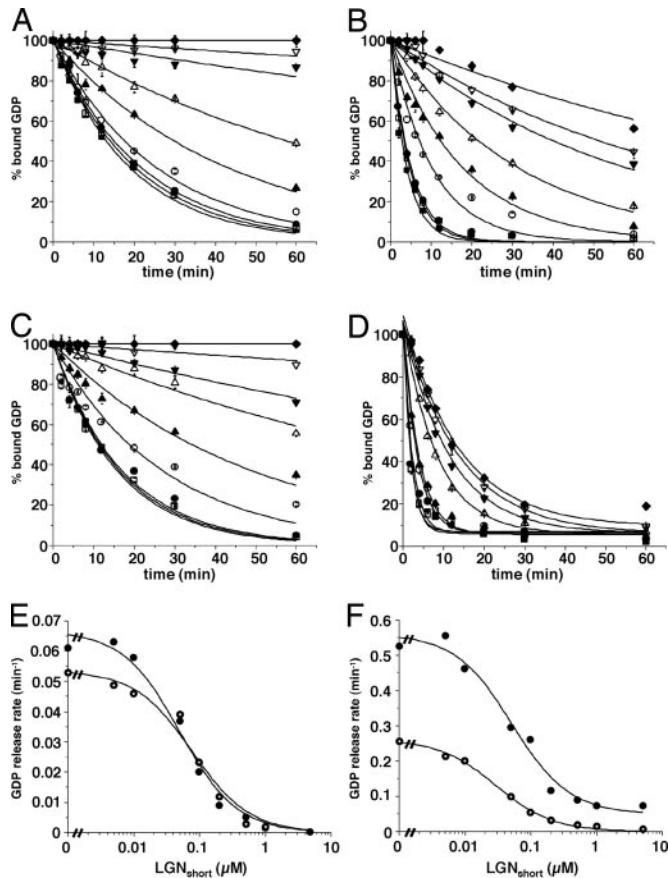 A
B
% bound GDP
100
80
60
40
20
0
0 10 20 30 40 50 60
time (min)
% bound GDP
100
80
60
40
20
0
0 10 20 30 40 50 60
time (min)
C
D
% bound GDP
100
80
60
40
20
0
0 10 20 30 40 50 60
time (min)
% bound GDP
100
80
60
40
20
0
0 10 20 30 40 50 60
time (min)
E
F
GDP release rate (min⁻¹)
0.07
0.06
0.05
0.04
0.03
0.02
0.01
0
0 0.01 0.1 1 10
LGNshort (µM)
GDP release rate (min⁻¹)
0.6
0.5
0.4
0.3
0.2
0.1
0
0 0.01 0.1 1 10
LGNshort (µM)